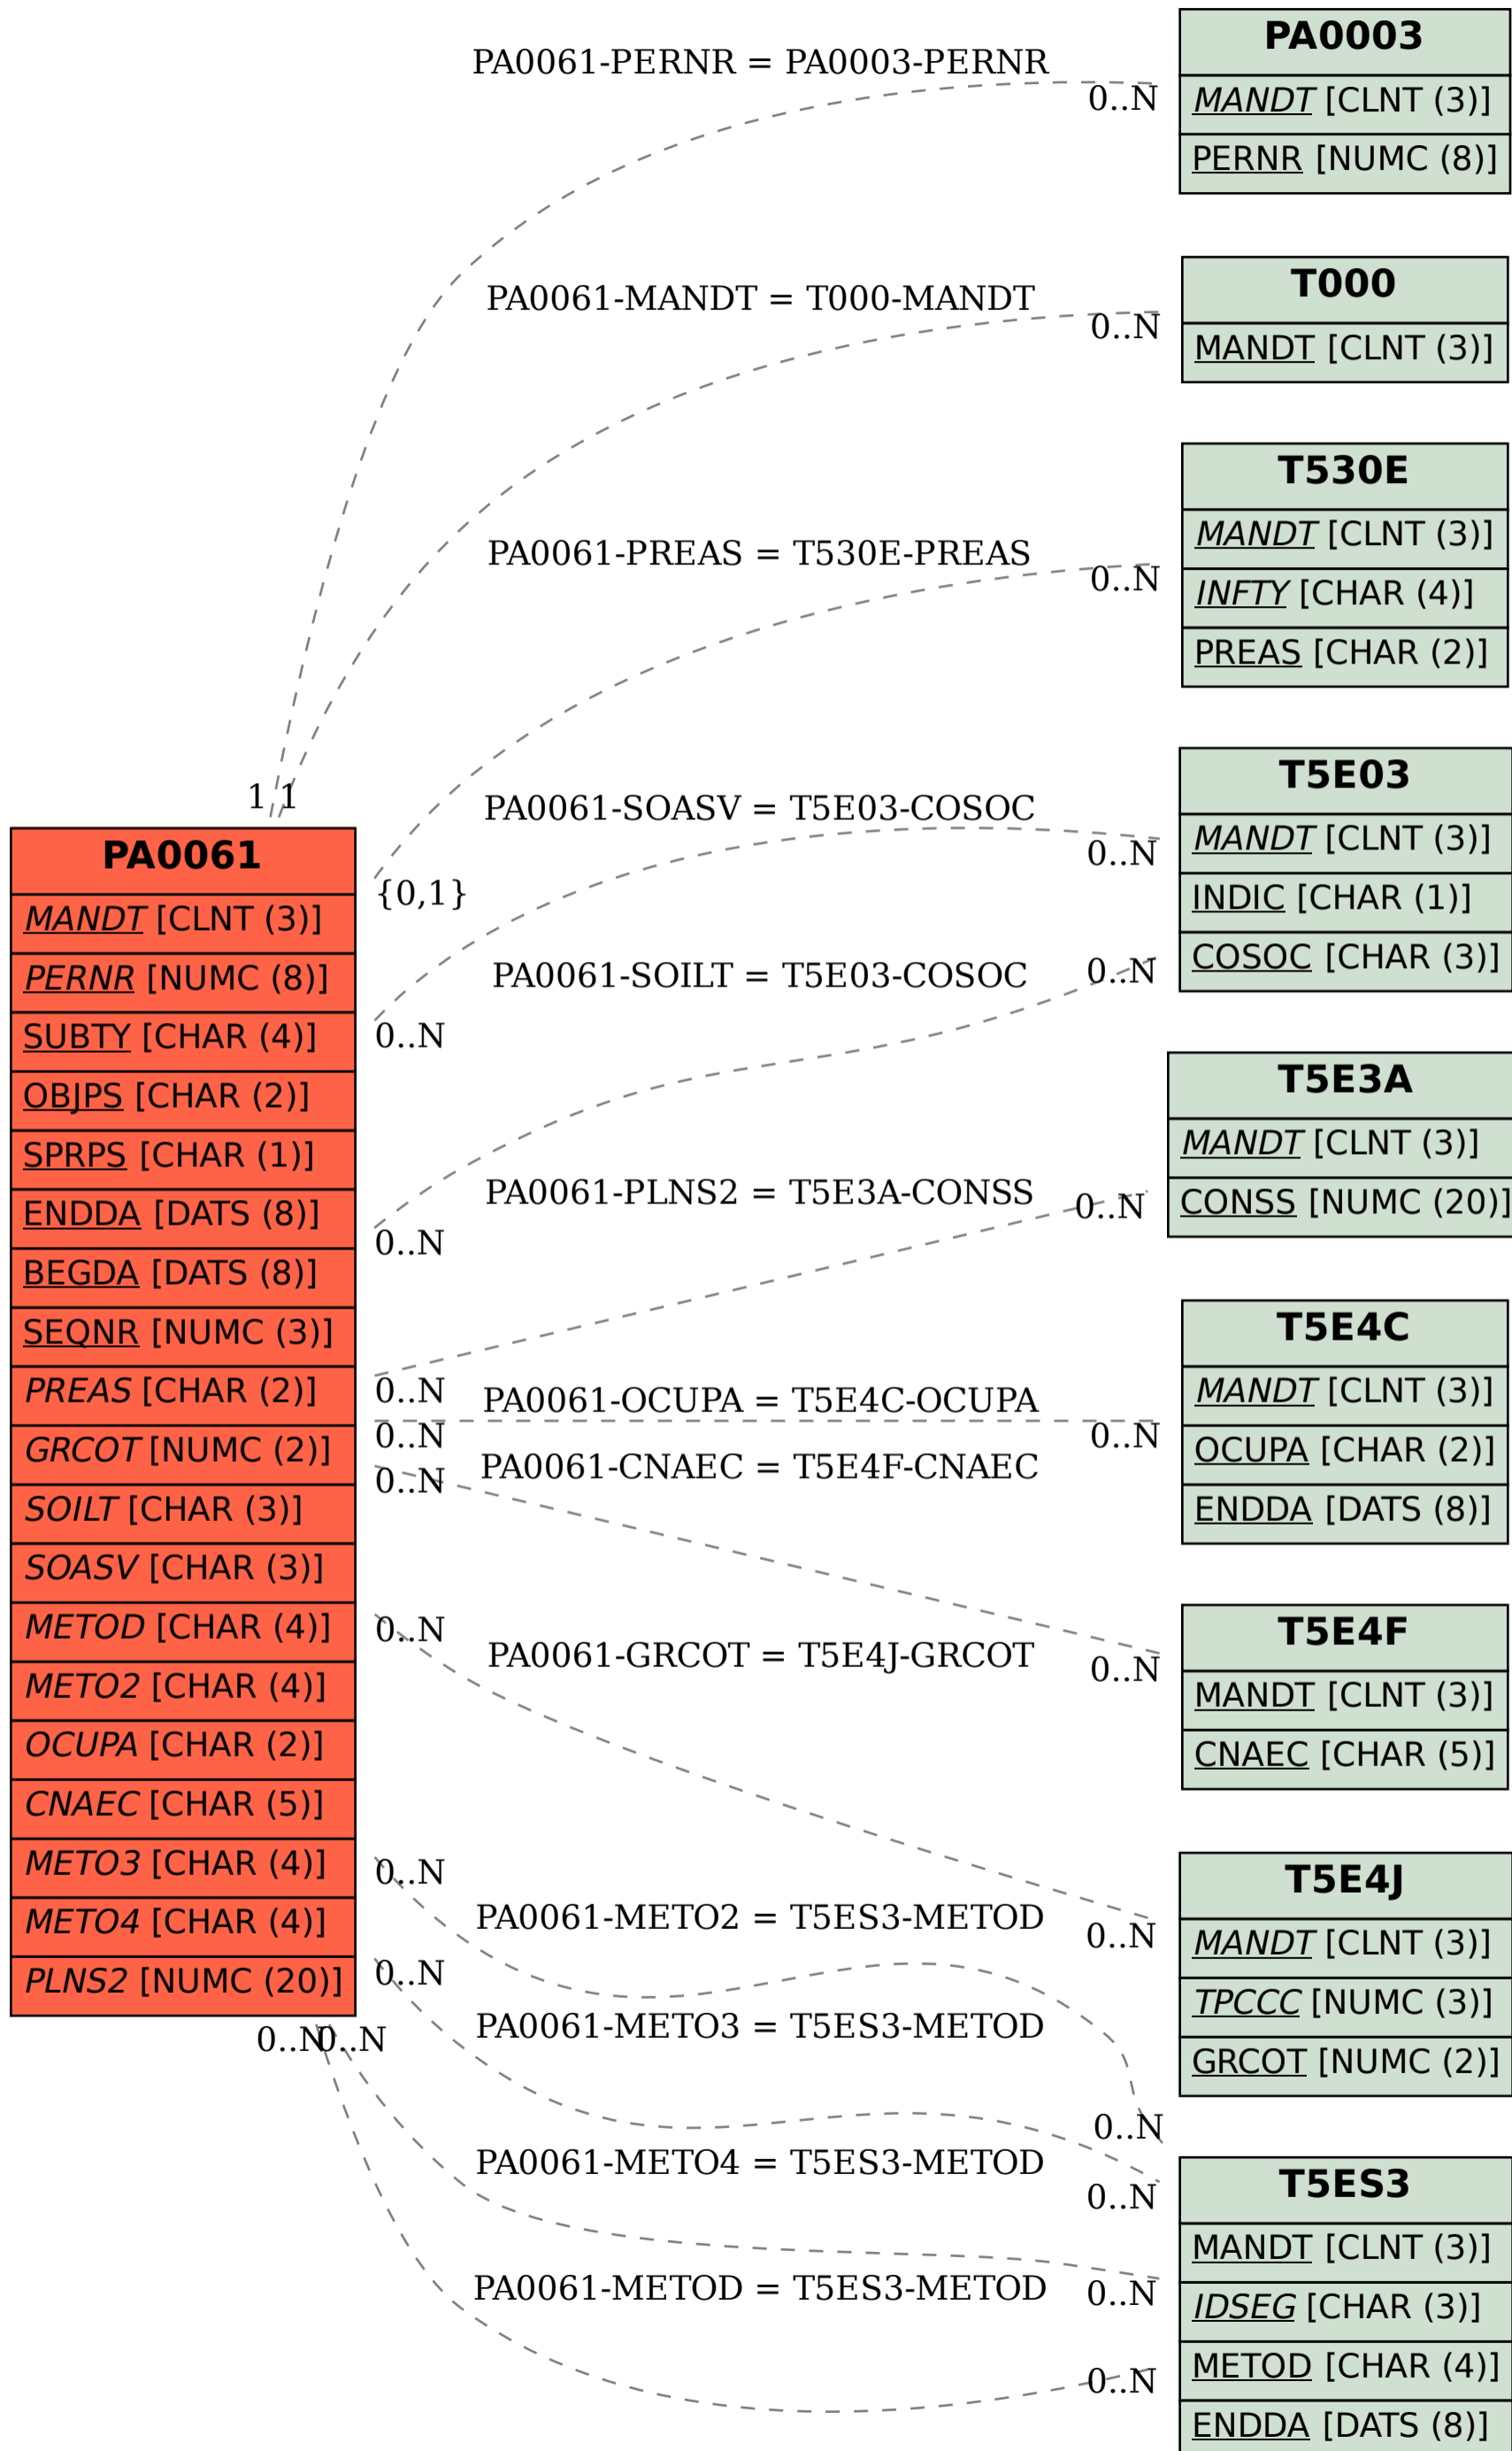 PA0003
PA0061-PERNR = PA0003-PERNR
0..N
MANDT [CLNT (3)]
PERNR [NUMC (8)]
T000
PA0061-MANDT = T000-MANDT
0..N
MANDT [CLNT (3)]
T530E
MANDT [CLNT (3)]
PA0061-PREAS = T530E-PREAS
0..N
INFTY [CHAR (4)]
PREAS [CHAR (2)]
1 1
T5E03
PA0061-SOASV = T5E03-COSOC
0..N
MANDT [CLNT (3)]
{0,1}
INDIC [CHAR (1)]
COSOC [CHAR (3)]
PA0061-SOILT = T5E03-COSOC
0..N
0..N
PA0061
MANDT [CLNT (3)]
PERNR [NUMC (8)]
SUBTY [CHAR (4)]
OBJPS [CHAR (2)]
SPRPS [CHAR (1)]
ENDDA [DATS (8)]
BEGDA [DATS (8)]
SEQNR [NUMC (3)]
PREAS [CHAR (2)]
GRCOT [NUMC (2)]
SOILT [CHAR (3)]
SOASV [CHAR (3)]
METOD [CHAR (4)]
METO2 [CHAR (4)]
OCUPA [CHAR (2)]
CNAEC [CHAR (5)]
METO3 [CHAR (4)]
METO4 [CHAR (4)]
PLNS2 [NUMC (20)]
T5E3A
MANDT [CLNT (3)]
CONSS [NUMC (20)]
PA0061-PLNS2 = T5E3A-CONSS
0..N
0..N
0..N
T5E4C
MANDT [CLNT (3)]
OCUPA [CHAR (2)]
ENDDA [DATS (8)]
PA0061-OCUPA = T5E4C-OCUPA
0..N
0..N
PA0061-CNAEC = T5E4F-CNAEC
0..N
0..N
T5E4F
MANDT [CLNT (3)]
CNAEC [CHAR (5)]
PA0061-GRCOT = T5E4J-GRCOT
0..N
0..N
T5E4J
MANDT [CLNT (3)]
TPCCC [NUMC (3)]
GRCOT [NUMC (2)]
0..N
PA0061-METO2 = T5ES3-METOD
0..N
0..N
PA0061-METO3 = T5ES3-METOD
0..N
0..N
0..N
PA0061-METO4 = T5ES3-METOD
0..N
PA0061-METOD = T5ES3-METOD
0..N
T5ES3
MANDT [CLNT (3)]
IDSEG [CHAR (3)]
METOD [CHAR (4)]
ENDDA [DATS (8)]